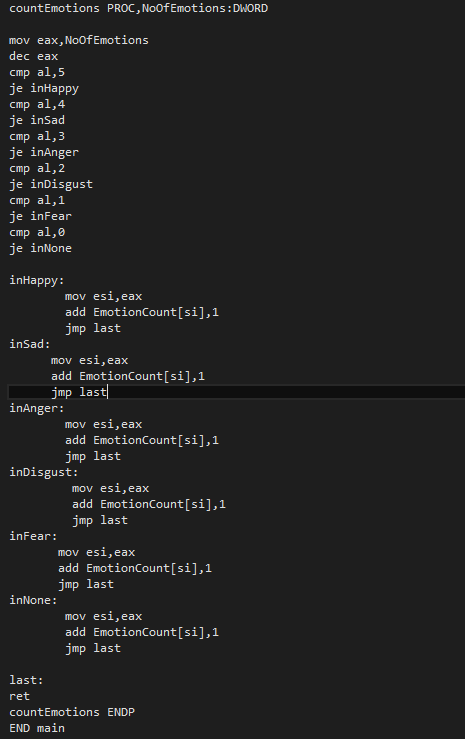 countEmotions PROC,NoOfEmotions:DWORD
mov eax,NoOfEmotions
dec eax
cmp al,5
je inHappy
cmp al,4
je inSad
cmp al,3
je inAnger
cmp al,2
je inDisgust
cmp al,1
je inFear
cmp al,0
je inNone
inHappy:
mov esi,eax
add EmotionCount[si],1
jmp last
inSad:
mov esi,eax
add EmotionCount[si],1
jmp last
inAnger:
mov esi,eax
add EmotionCount[si],1
jmp last
inDisgust:
mov esi,eax
add EmotionCount[si],1
jmp last
inFear:
mov esi,eax
add EmotionCount[si],1
jmp last
inNone:
mov esi,eax
add EmotionCount[si],1
jmp last
last:
ret
countEmotions ENDP
END main